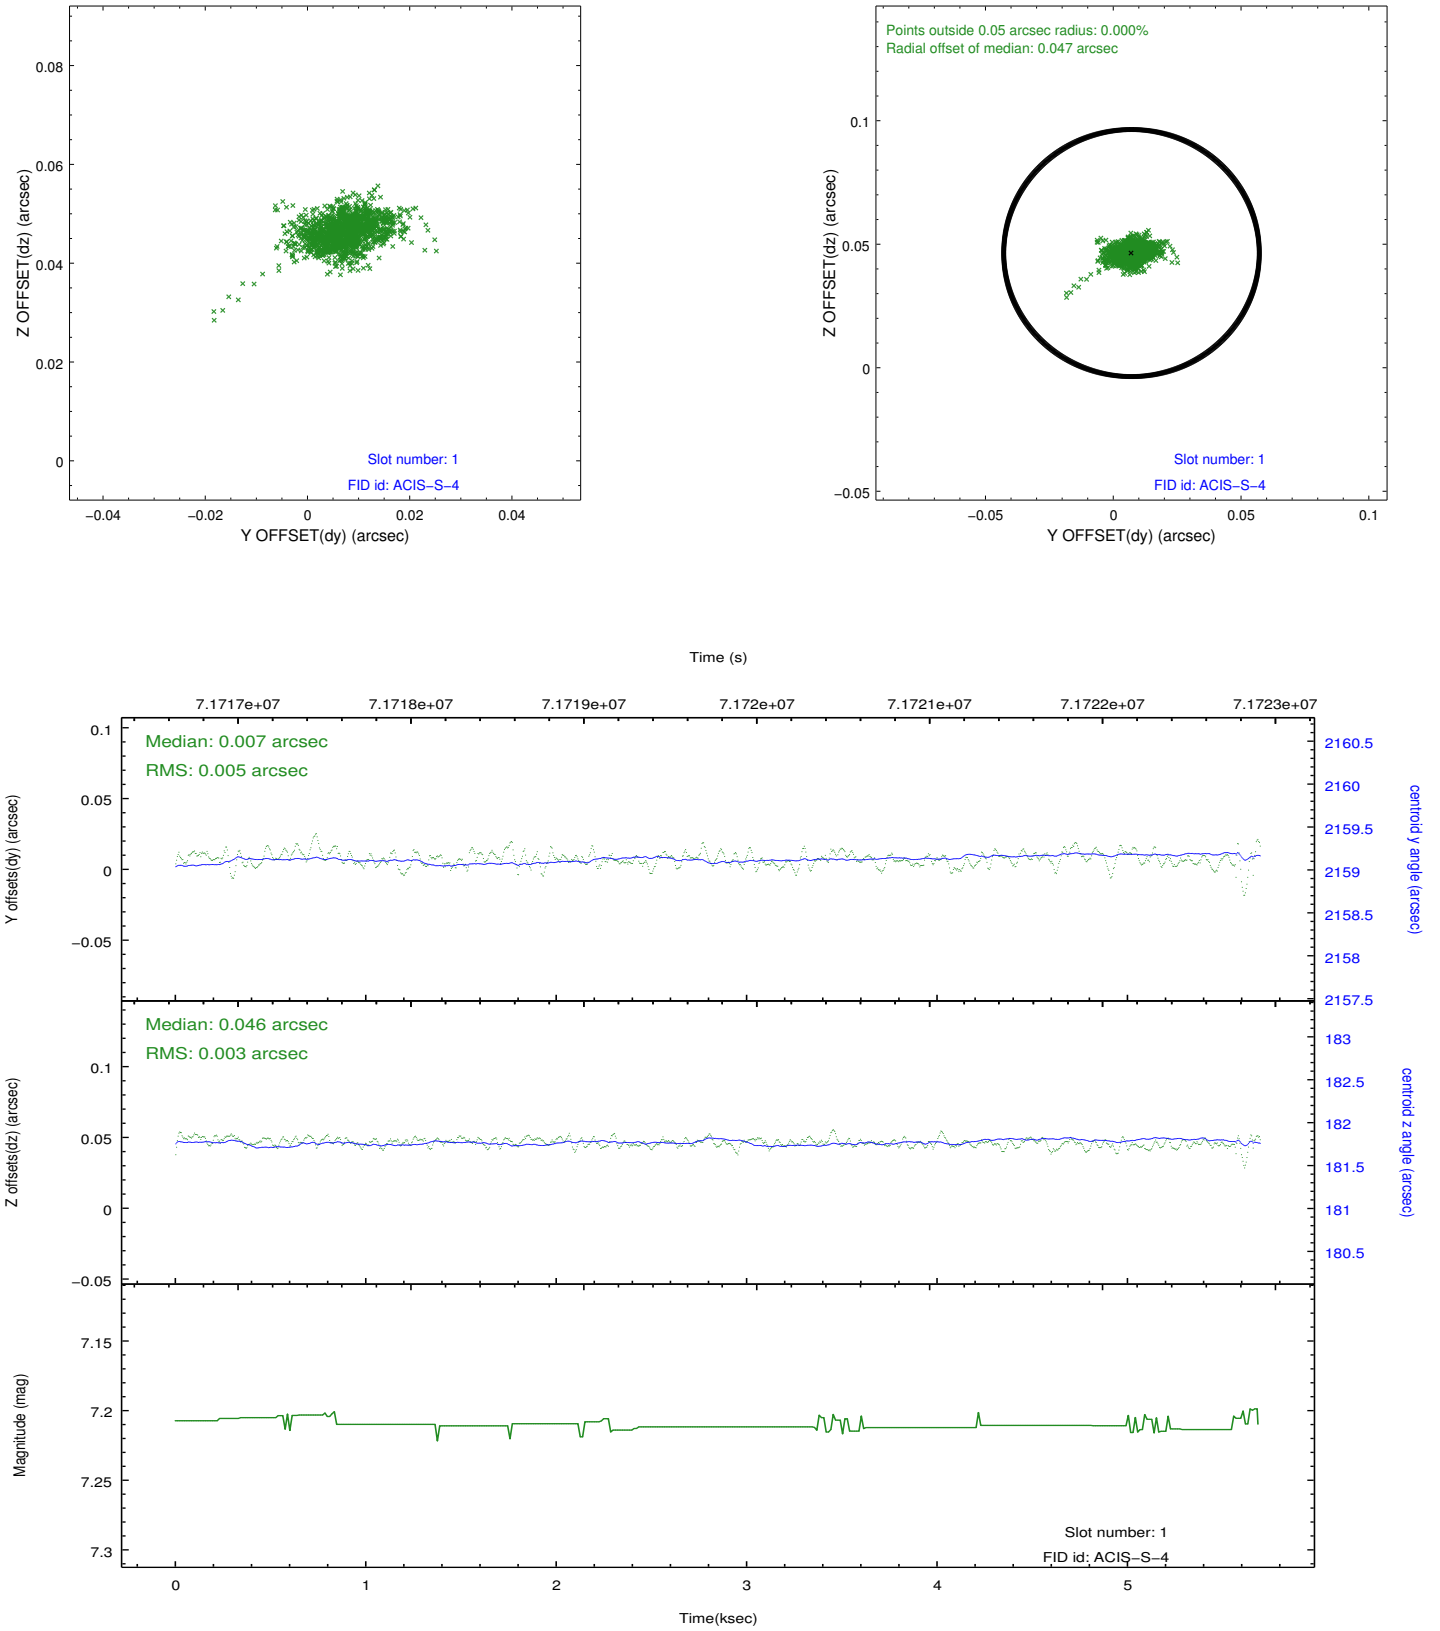 0.08
0.06
0.04
0.02
0
Z OFFSET(dz) (arcsec)
Slot number: 1
FID id: ACIS−S−4
−0.04
−0.02
0
0.02
0.04
Y OFFSET(dy) (arcsec)
Points outside 0.05 arcsec radius: 0.000%
Radial offset of median: 0.047 arcsec
0.1
0.05
0
−0.05
Z OFFSET(dz) (arcsec)
Slot number: 1
FID id: ACIS−S−4
−0.05
0
0.05
0.1
Y OFFSET(dy) (arcsec)
Time (s)
7.1717e+07
7.1718e+07
7.1719e+07
7.172e+07
7.1721e+07
7.1722e+07
7.1723e+07
Median: 0.007 arcsec
RMS: 0.005 arcsec
0.1
0.05
0
−0.05
Y offsets(dy) (arcsec)
2160.5
2160
2159.5
2159
2158.5
2158
2157.5
centroid y angle (arcsec)
Median: 0.046 arcsec
RMS: 0.003 arcsec
0.1
0.05
0
−0.05
Z offsets(dz) (arcsec)
183
182.5
182
181.5
181
180.5
centroid z angle (arcsec)
7.15
7.2
7.25
7.3
Magnitude (mag)
Slot number: 1
FID id: ACIS−S−4
0
1
2
3
4
5
Time(ksec)